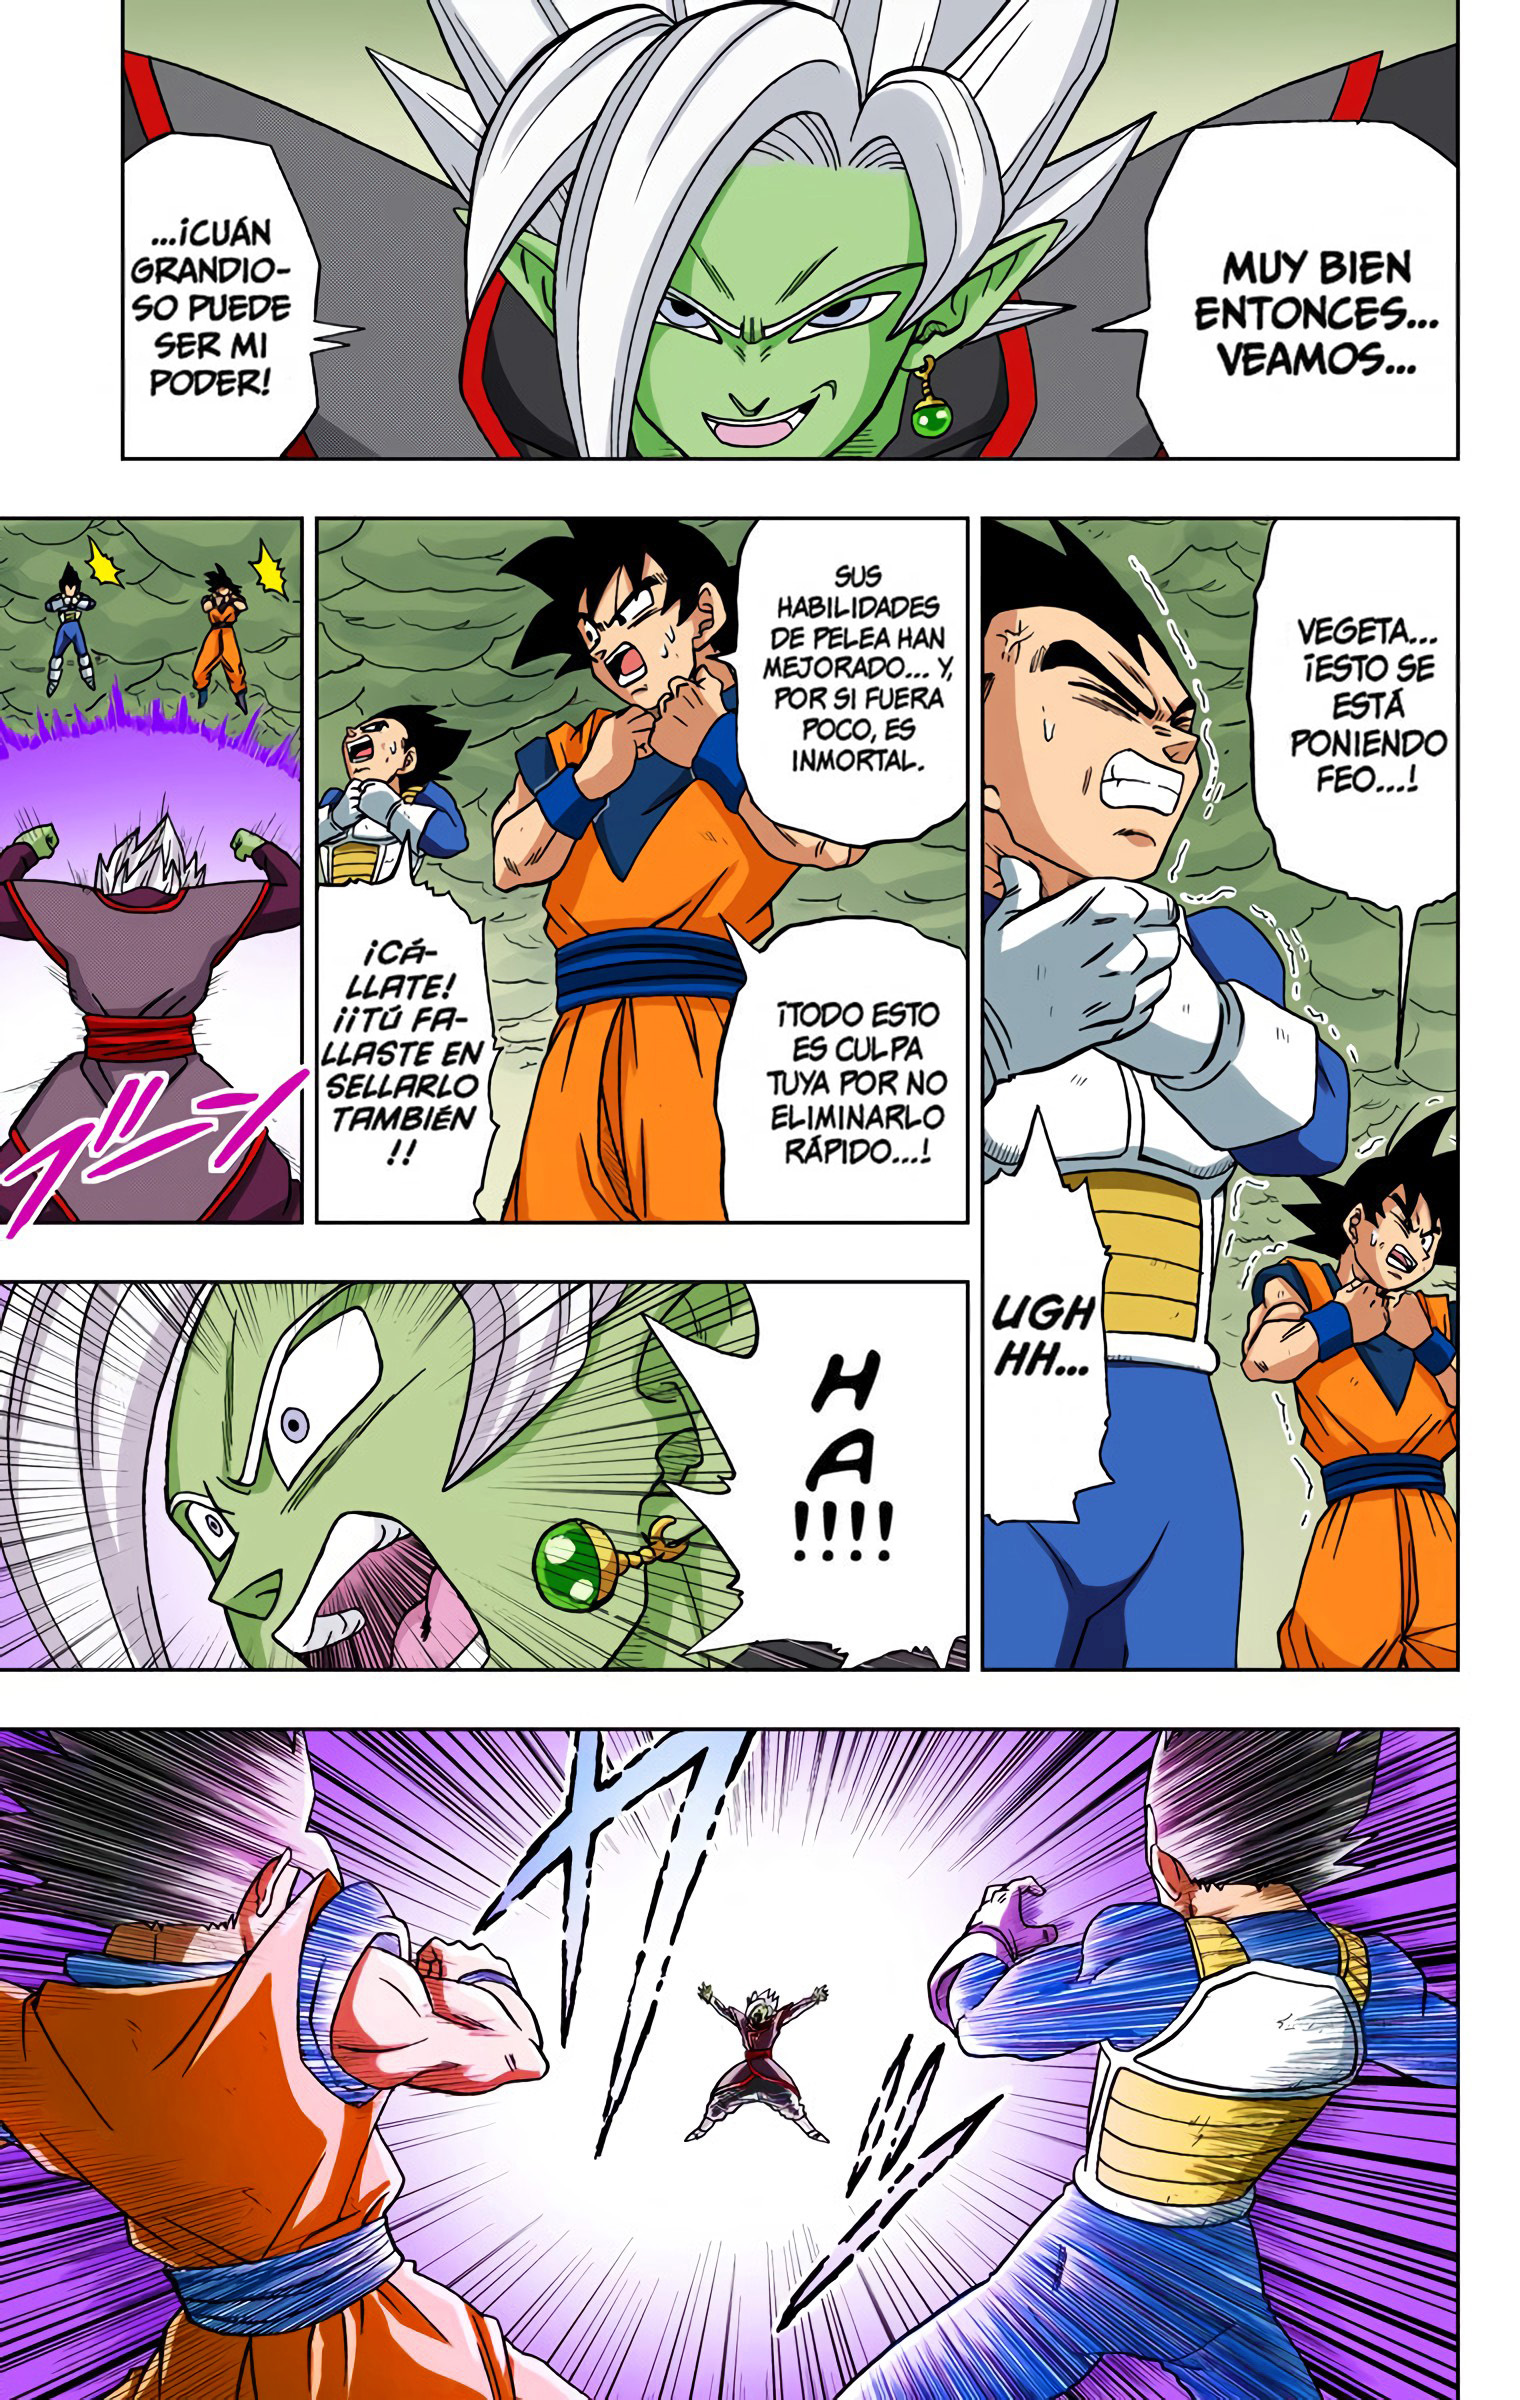 MUY BIEN
ENTONCES...
VEAMOS...
...¡CUÁN
GRANDIO-
SO PUEDE
SER MI
PODER!
VEGETA...
¡ESTO SE
ESTÁ
PONIENDO
FEO...!
UGH
HH...
SUS
HABILIDADES
DE PELEA HAN
MEJORADO... Y,
POR SI FUERA
POCO, ES
INMORTAL.
¡TODO ESTO
ES CULPA
TUYA POR NO
ELIMINARLO
RÁPIDO...!
¡CÁ-
LLATE!
¡¡TÚ FA-
LLASTE EN
SELLARLO
TAMBIÉN
!!
H
A
!!!!